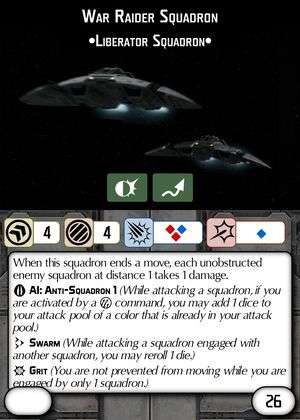 War Raider Squadron
•Liberator Squadron•
4
4
When this squadron ends a move, each unobstructed
enemy squadron at distance 1 takes 1 damage.
AI: Anti-Squadron 1 (While attacking a squadron, if
you are activated by a command, you may add 1 dice to
your attack pool of a color that is already in your attack
pool.)
Swarm (While attacking a squadron engaged with
another squadron, you may reroll 1 die.)
Grit (You are not prevented from moving while you are
engaged by only 1 squadron.)
26